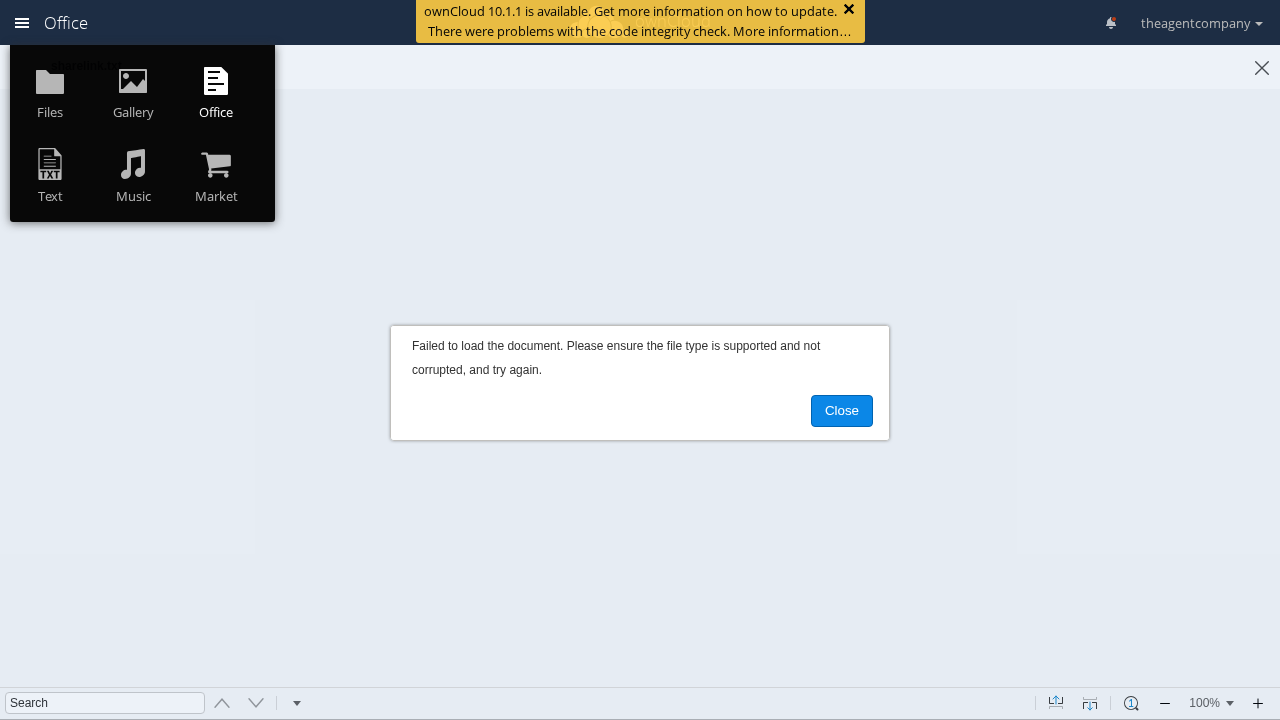 Office
ownCloud 10.1.1 is available. Get more information on how to update.
There were problems with the code integrity check. More information…
theagentcompany
Files
Gallery
Office
TXT
Text
Music
Market
Failed to load the document. Please ensure the file type is supported and not
corrupted, and try again.
Close
Search
1
100%